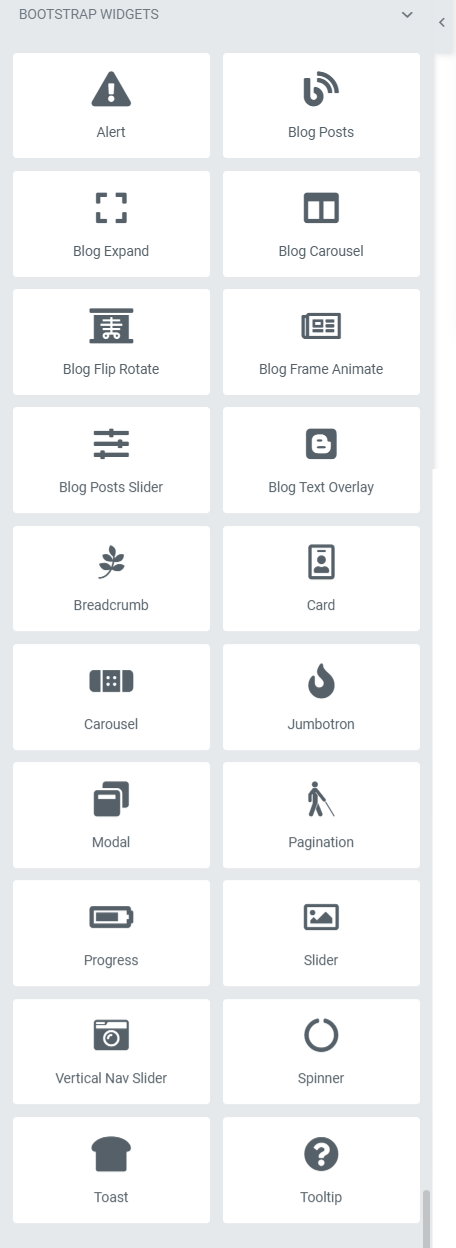 BOOTSTRAP WIDGETS
Alert
Blog Posts
Blog Expand
Blog Carousel
Blog Flip Rotate
Blog Frame Animate
Blog Posts Slider
Blog Text Overlay
Breadcrumb
Card
Carousel
Jumbotron
Modal
Pagination
Progress
Slider
Vertical Nav Slider
Spinner
Toast
Tooltip